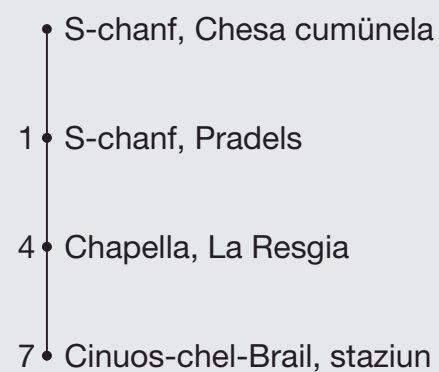 S-chanf, Chesa cumünela
1 S-chanf, Pradels
4 Chapella, La Resgia
7 Cinuos-chel-Brail, staziun